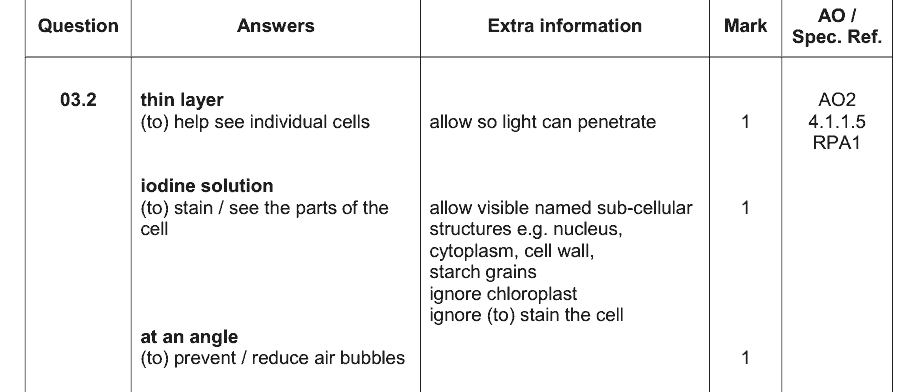 Question Answers Extra information Mark AO /
Spec. Ref.
03.2 thin layer AO2
(to) help see individual cells allow so light can penetrate 1 4.1.1.5
RPA1
iodine solution
(to) stain / see the parts of the allow visible named sub-cellular 1
cell structures e.g. nucleus,
cytoplasm, cell wall,
starch grains
ignore chloroplast
ignore (to) stain the cell
at an angle
(to) prevent / reduce air bubbles 1